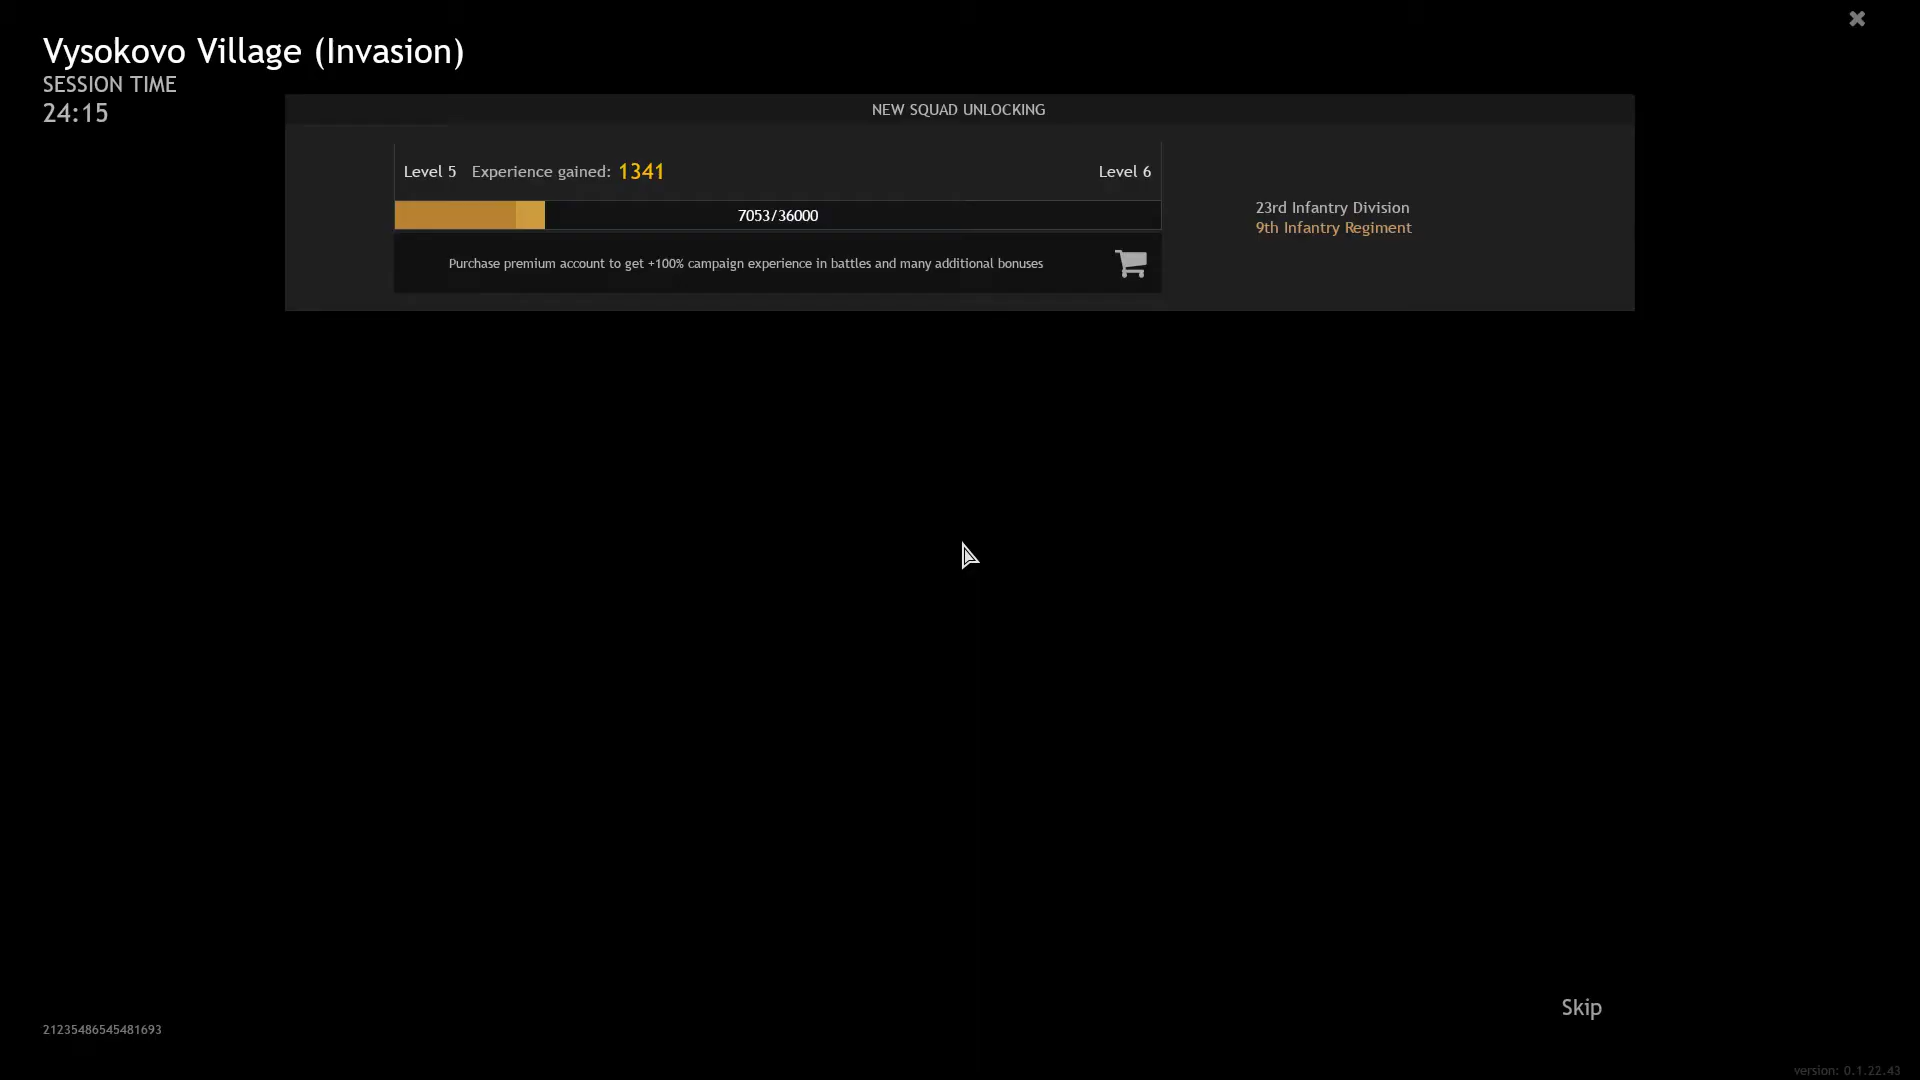 Vysokovo Village (Invasion)
SESSION TIME
24:15
NEW SQUAD UNLOCKING
Level 5 Experience gained: 1341 Level 6
7053/36000
23rd Infantry Division
9th Infantry Regiment
Purchase premium account to get +100% campaign experience in battles and many additional bonuses
Skip
21235486545481693
version: 0.1.22.43